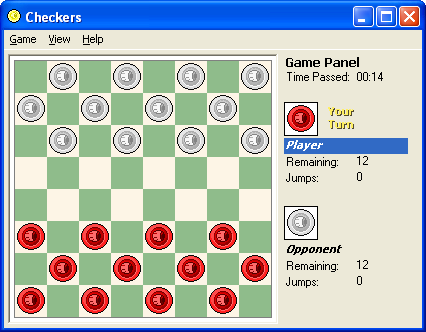 Checkers
Game View Help
Game Panel
Time Passed: 00:14
Your
Turn
Player
Remaining: 12
Jumps: 0
Opponent
Remaining: 12
Jumps: 0